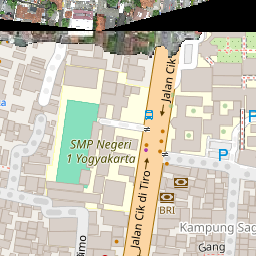 Jalan Cik
SMP Negeri
1 Yogyakarta
P
P
Jalan Cik di Tiro
BRI
Kampung Sag
Gang